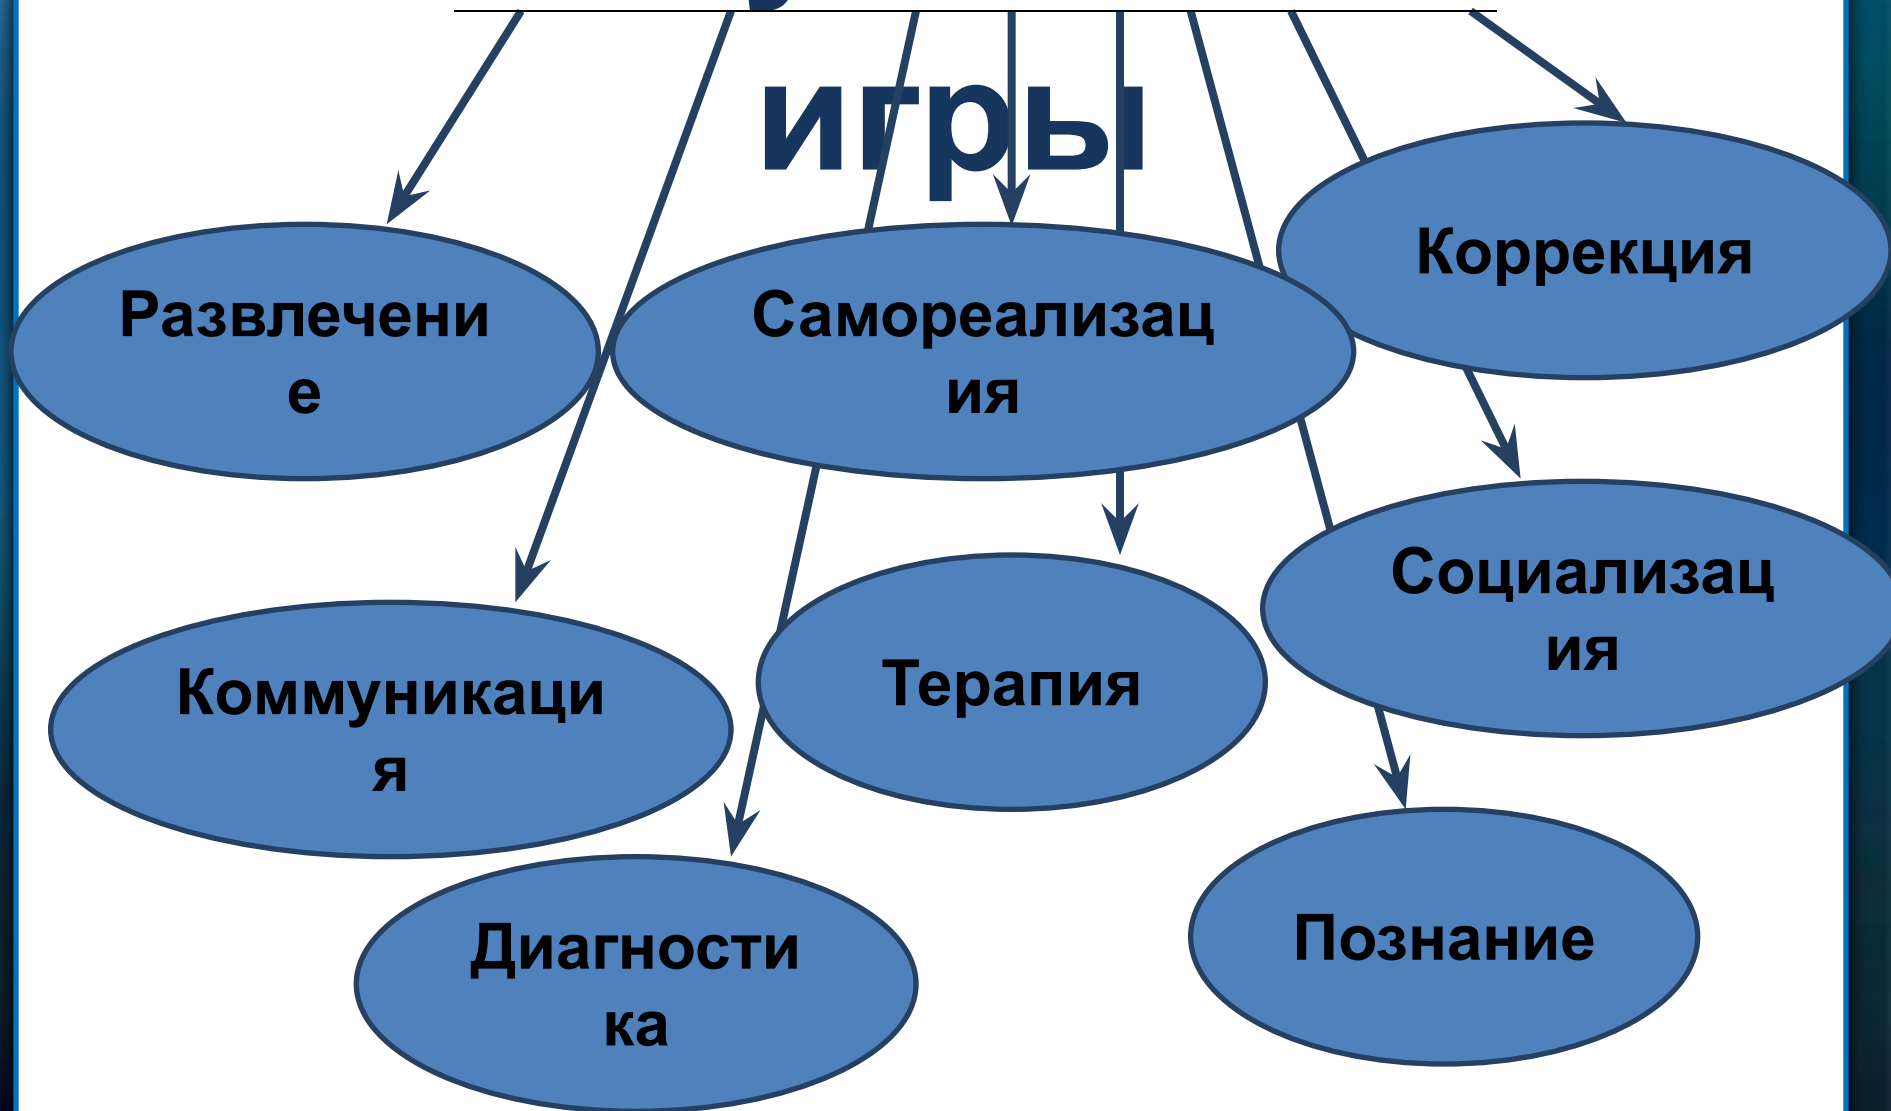 игры
Коррекция
Развлечени
е
Самореализац
ия
Социализац
ия
Коммуникаци
я
Терапия
Диагности
ка
Познание